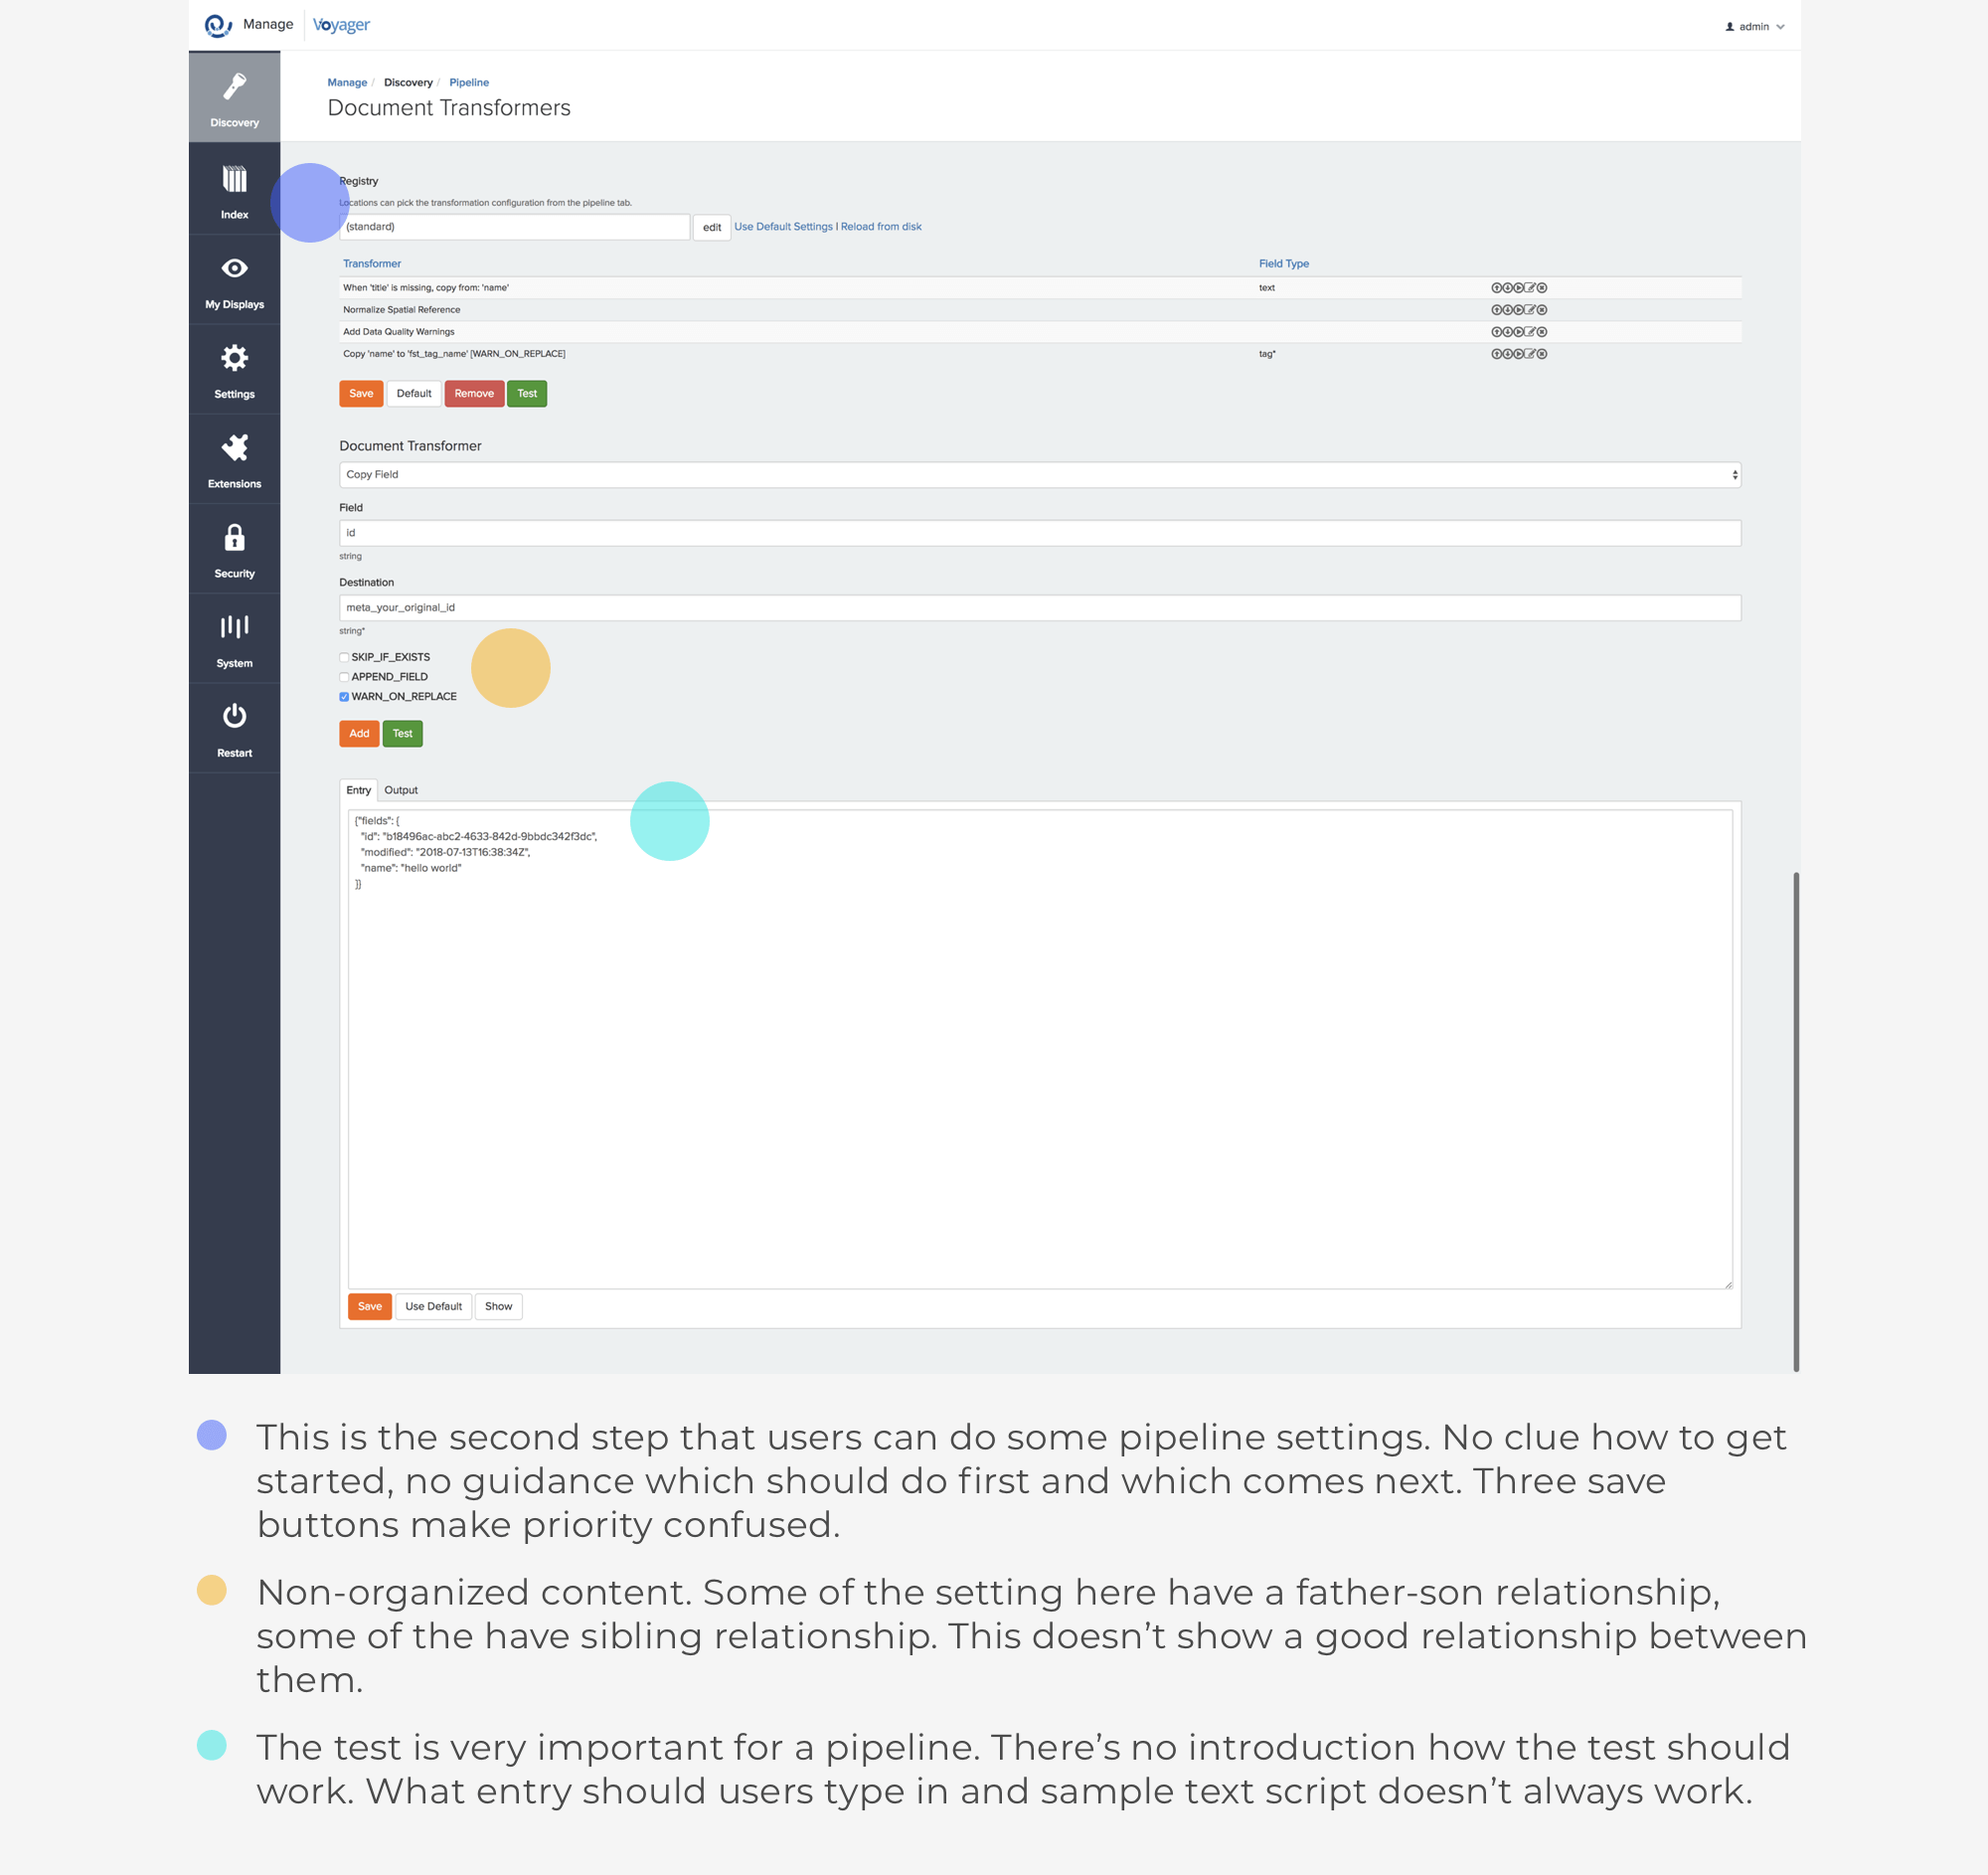 Manage
Voyager
admin
Manage / Discovery / Pipeline
Document Transformers
Discovery
Index
My Displays
Settings
Extensions
Security
System
Restart
Registry
Locations can pick the transformation configuration from the pipeline tab.
(standard)
edit
Use Default Settings | Reload from disk
Transformer Field Type
When 'title' is missing, copy from: 'name' text
Normalize Spatial Reference
Add Data Quality Warnings
Copy 'name' to 'fst_tag_name' [WARN_ON_REPLACE] tag*
Save Default Remove Test
Document Transformer
Copy Field
Field
id
string
Destination
meta_your_original_id
string*
SKIP_IF_EXISTS
APPEND_FIELD
WARN_ON_REPLACE
Add Test
Entry Output
{"fields": {
"id": "b18496ac-abc2-4633-842d-9bbdc342f3dc",
"modified": "2018-07-13T16:38:34Z",
"name": "hello world"
}}
Save Use Default Show
This is the second step that users can do some pipeline settings. No clue how to get
started, no guidance which should do first and which comes next. Three save
buttons make priority confused.
Non-organized content. Some of the setting here have a father-son relationship,
some of the have sibling relationship. This doesn’t show a good relationship between
them.
The test is very important for a pipeline. There’s no introduction how the test should
work. What entry should users type in and sample text script doesn’t always work.